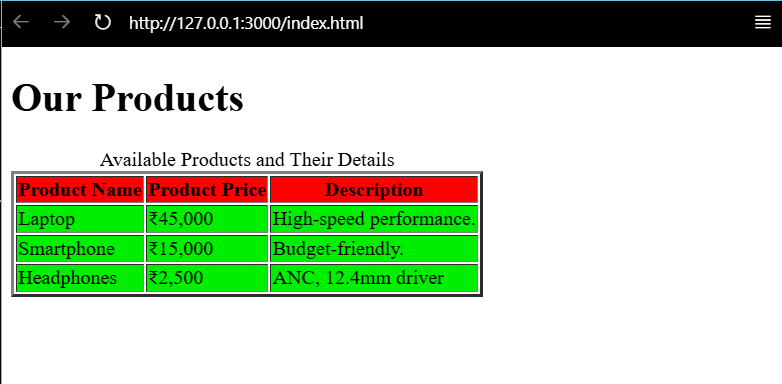 http://127.0.0.1:3000/index.html
Our Products
Available Products and Their Details
Product Name Product Price Description
Laptop ₹45,000 High-speed performance.
Smartphone ₹15,000 Budget-friendly.
Headphones ₹2,500 ANC, 12.4mm driver